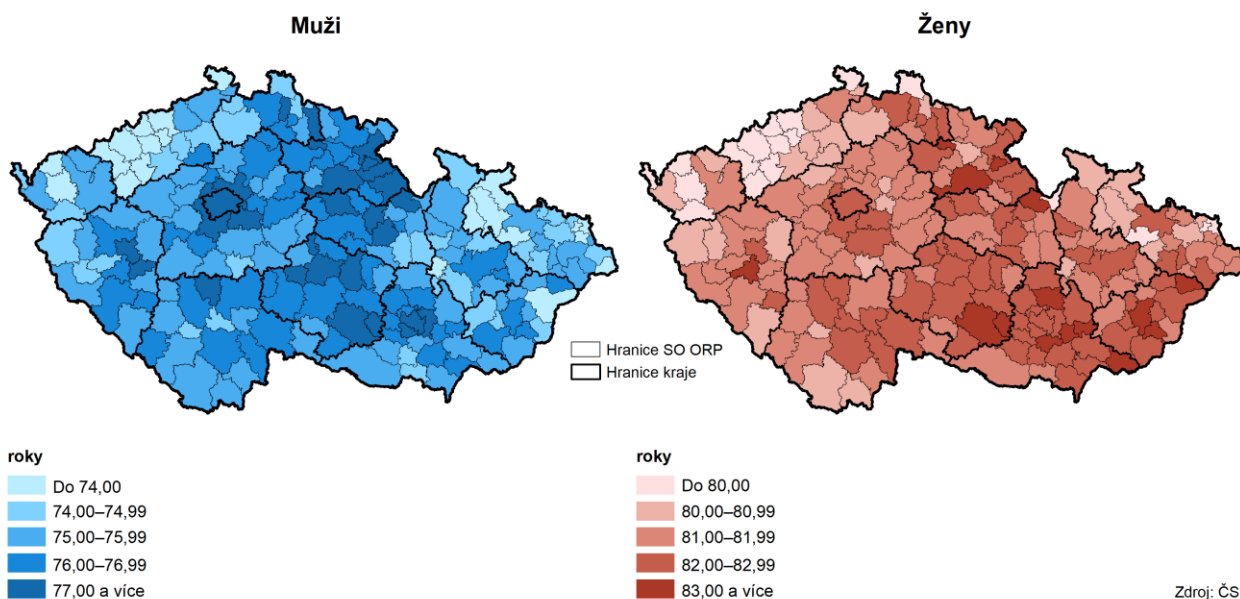 Muži
Ženy
Hranice SO ORP
Hranice kraje
roky
Do 74,00
74,00–74,99
75,00–75,99
76,00–76,99
77,00 a více
roky
Do 80,00
80,00–80,99
81,00–81,99
82,00–82,99
83,00 a více
Zdroj: ČS